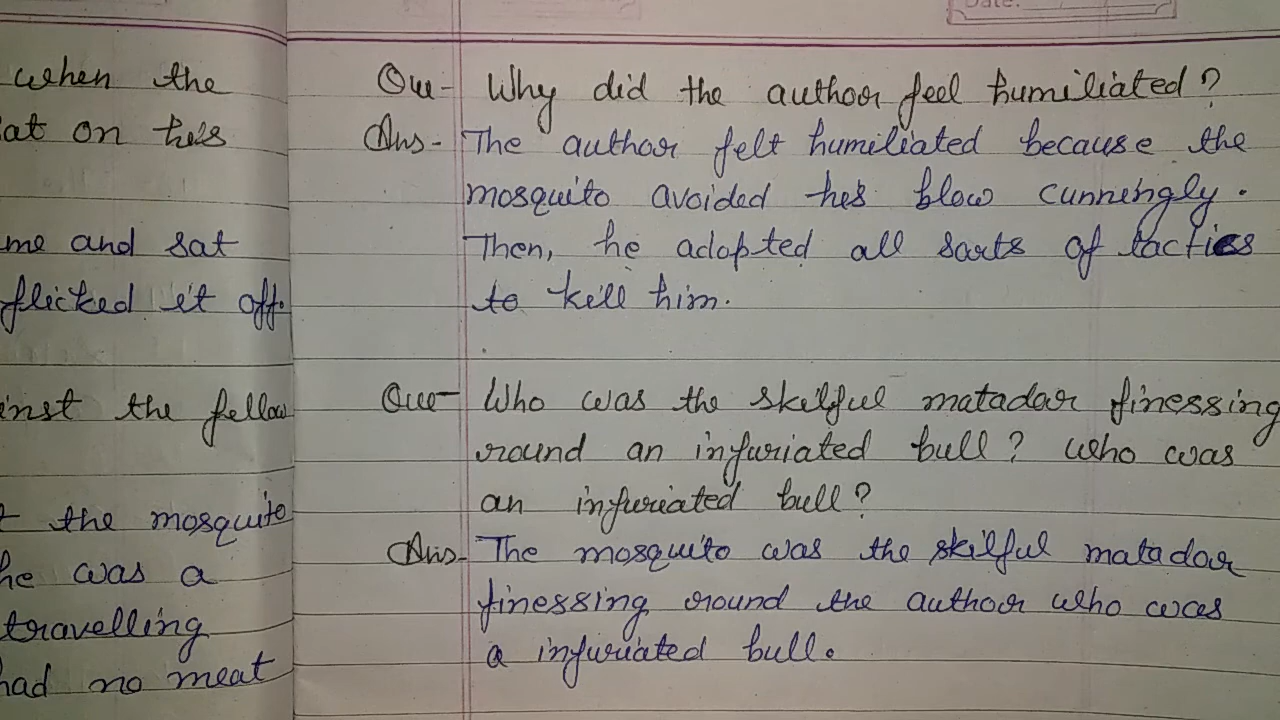 when the
at on his
me and sat
flicked it off.
inst the fellow
the mosquito
he was a
travelling
had no meat
Date:
Que- Why did the author feel humiliated?
Ans- The author felt humiliated because the
mosquito avoided his blow cunningly.
Then, he adopted all sorts of tactics
to kill him.
Que- Who was the skilful matador finessing
round an infuriated bull? Who was
an infuriated bull?
Ans- The mosquito was the skilful matador
finessing round the author who was
a infuriated bull.